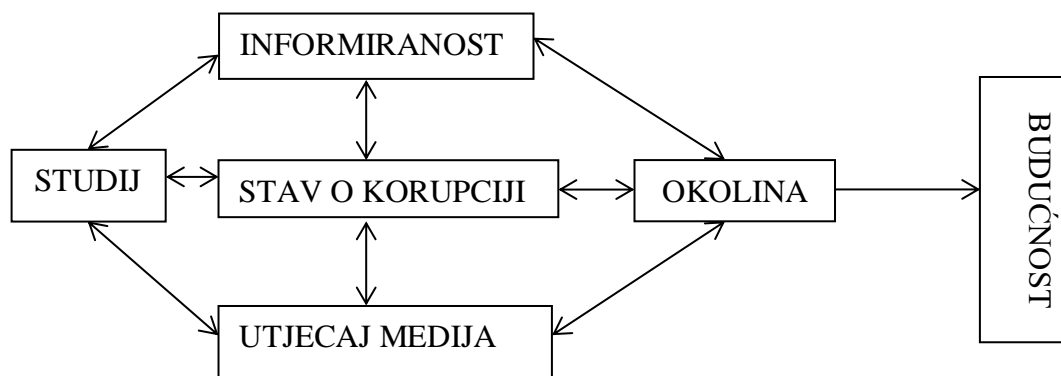 INFORMIRANOST
STUDIJ
STAV O KORUPCIJI
OKOLINA
BUDUĆNOST
UTJECAJ MEDIJA